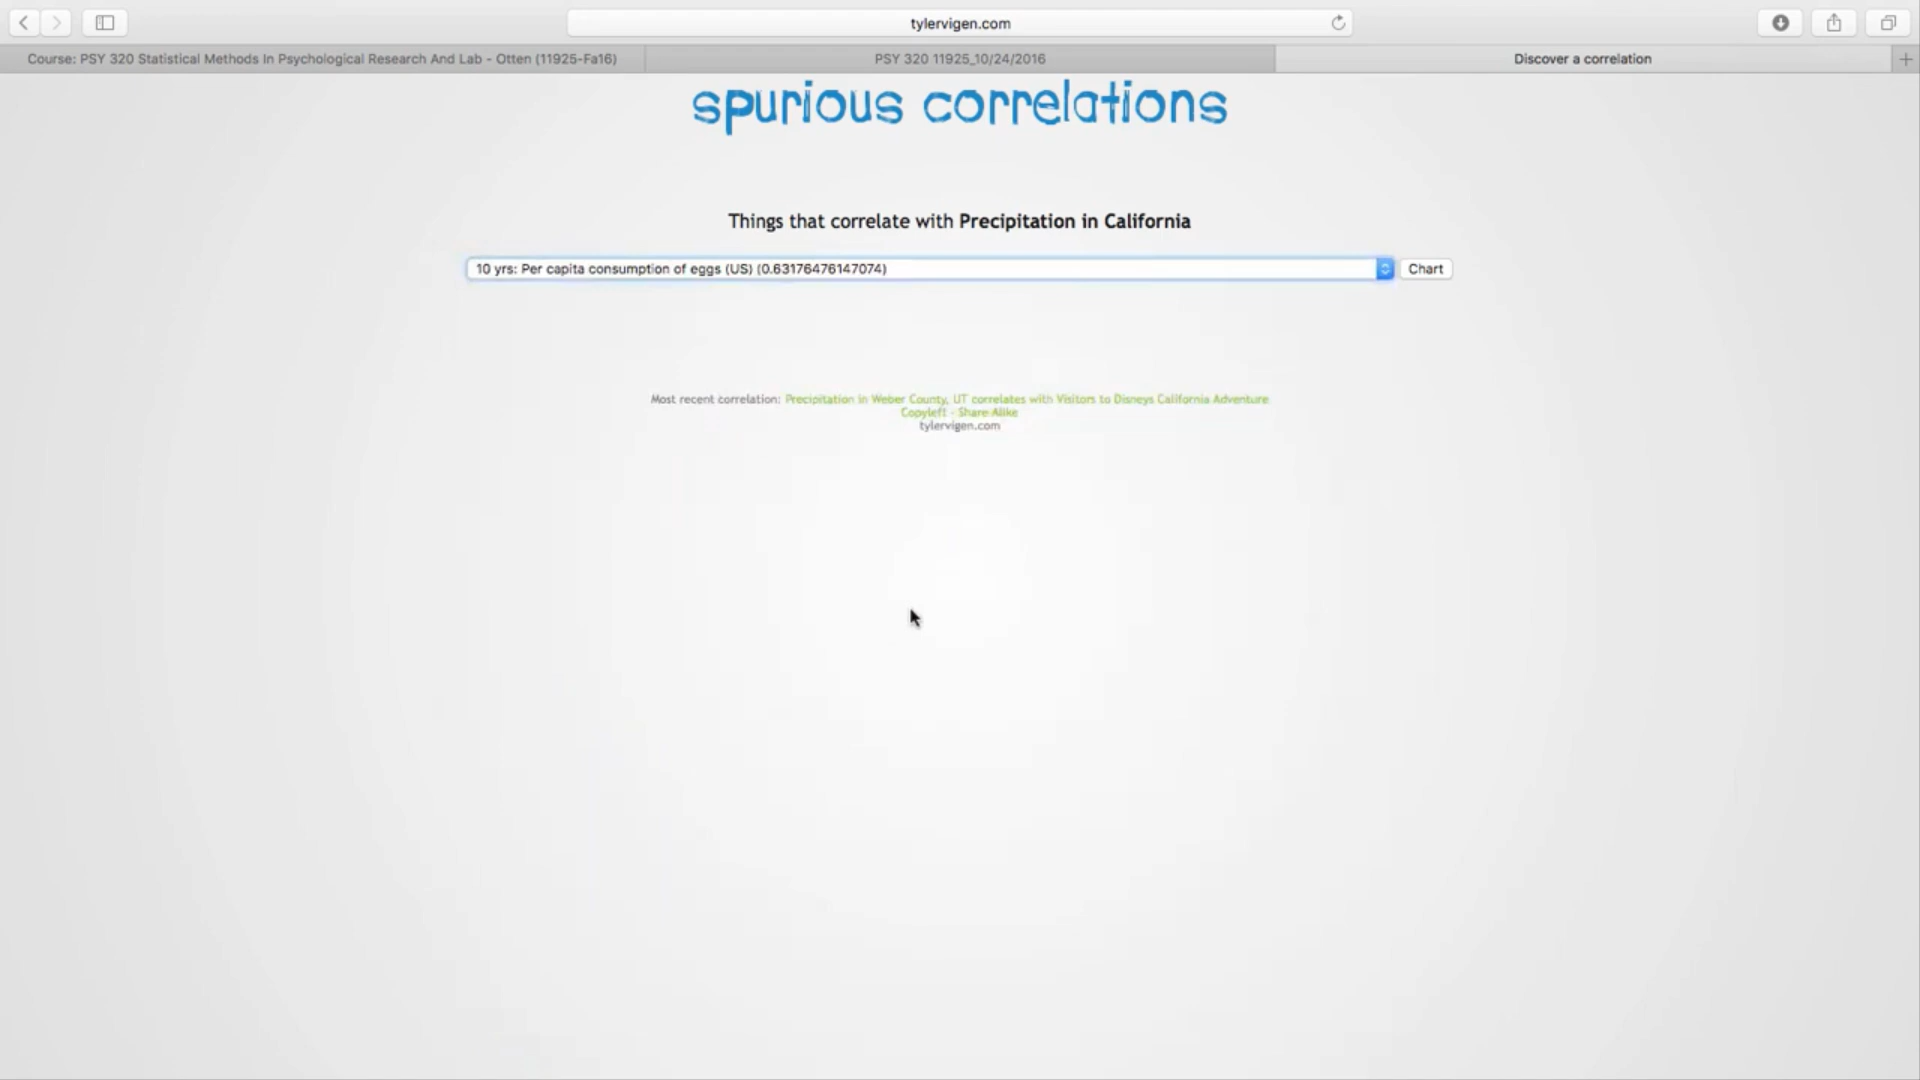 tylervigen.com
Course: PSY 320 Statistical Methods In Psychological Research And Lab - Otten (11925-Fa16)
PSY 320 11925_10/24/2016
Discover a correlation
spurious correlations
Things that correlate with Precipitation in California
10 yrs: Per capita consumption of eggs (US) (0.63176476147074)
Chart
Most recent correlation: Precipitation in Weber County, UT correlates with Visitors to Disneys California Adventure
Copyleft - Share Alike
tylervigen.com